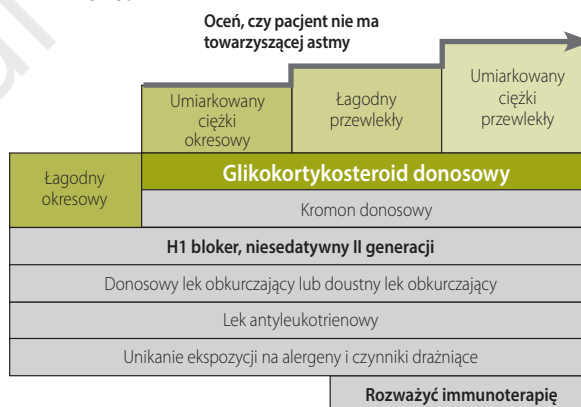 Oceń, czy pacjent nie ma
towarzyszącej astmy
Umiarkowany
ciężki
okresowy
Łagodny
przewlekły
Umiarkowany
ciężki
przewlekły
Łagodny
okresowy
Glikokortykosteroid donosowy
Kromon donosowy
H1 bloker, niesedatywny II generacji
Donosowy lek obkurczający lub doustny lek obkurczający
Lek antyleukotrienowy
Unikanie ekspozycji na alergeny i czynniki drażniące
Rozważyć immunoterapię